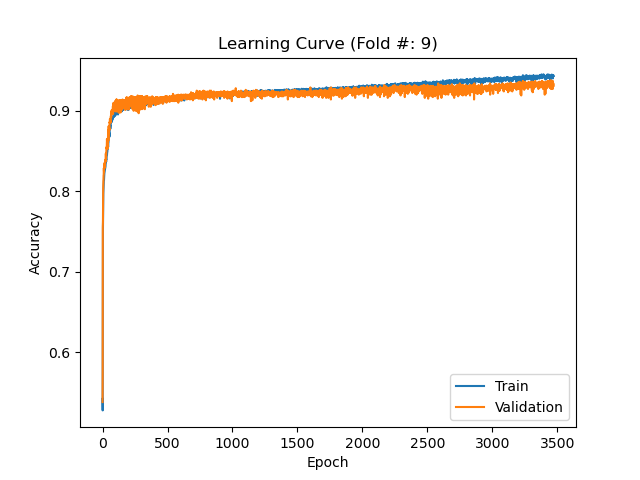 Learning Curve (Fold #: 9)
0.9
0.8
0.7
0.6
Accuracy
Train
Validation
0 500 1000 1500 2000 2500 3000 3500
Epoch